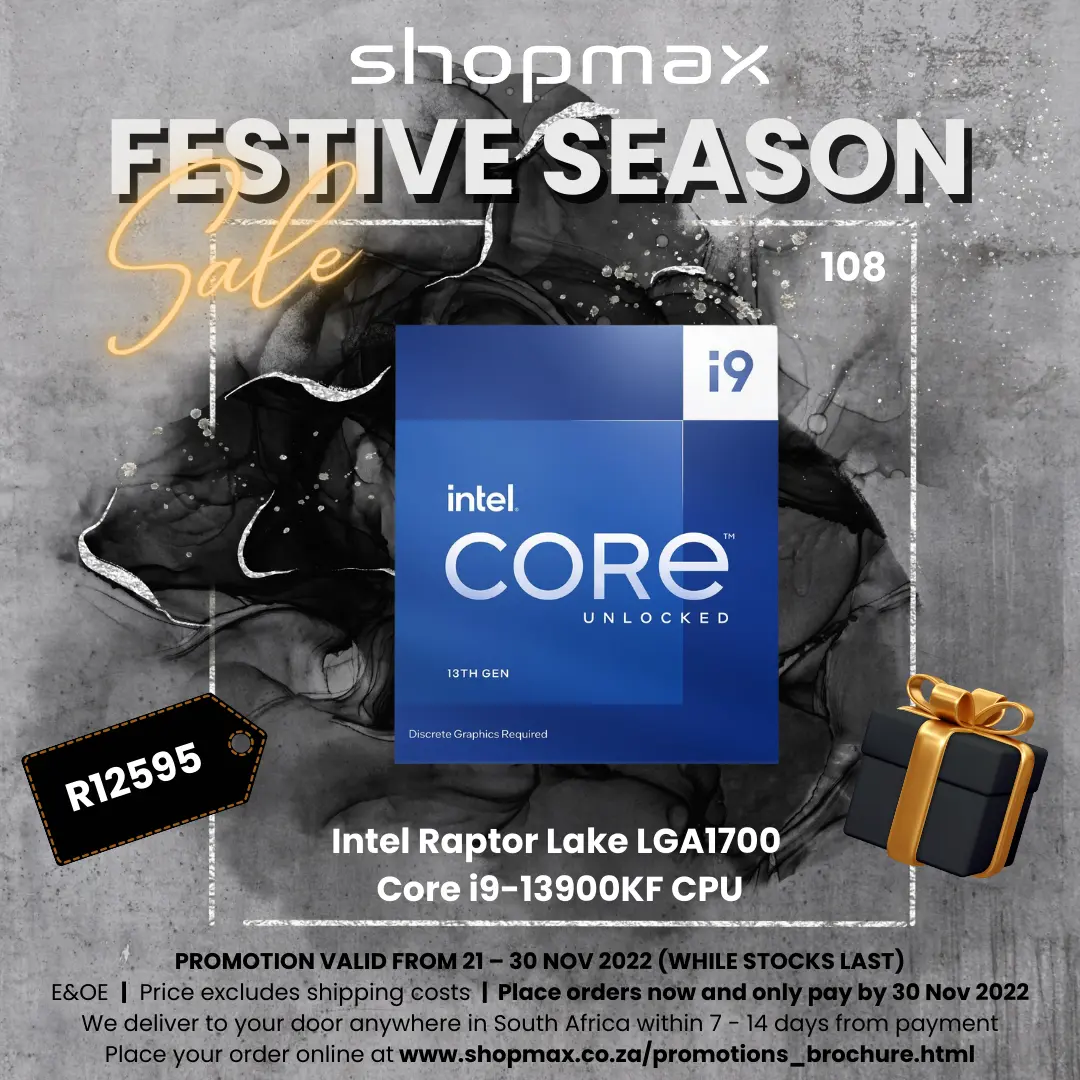 shopmax
FESTIVE SEASON
Sale
108
i9
intel.
CORE™
UNLOCKED
13TH GEN
Discrete Graphics Required
R12595
Intel Raptor Lake LGA1700
Core i9-13900KF CPU
PROMOTION VALID FROM 21 – 30 NOV 2022 (WHILE STOCKS LAST)
E&OE | Price excludes shipping costs | Place orders now and only pay by 30 Nov 2022
We deliver to your door anywhere in South Africa within 7 - 14 days from payment
Place your order online at www.shopmax.co.za/promotions_brochure.html